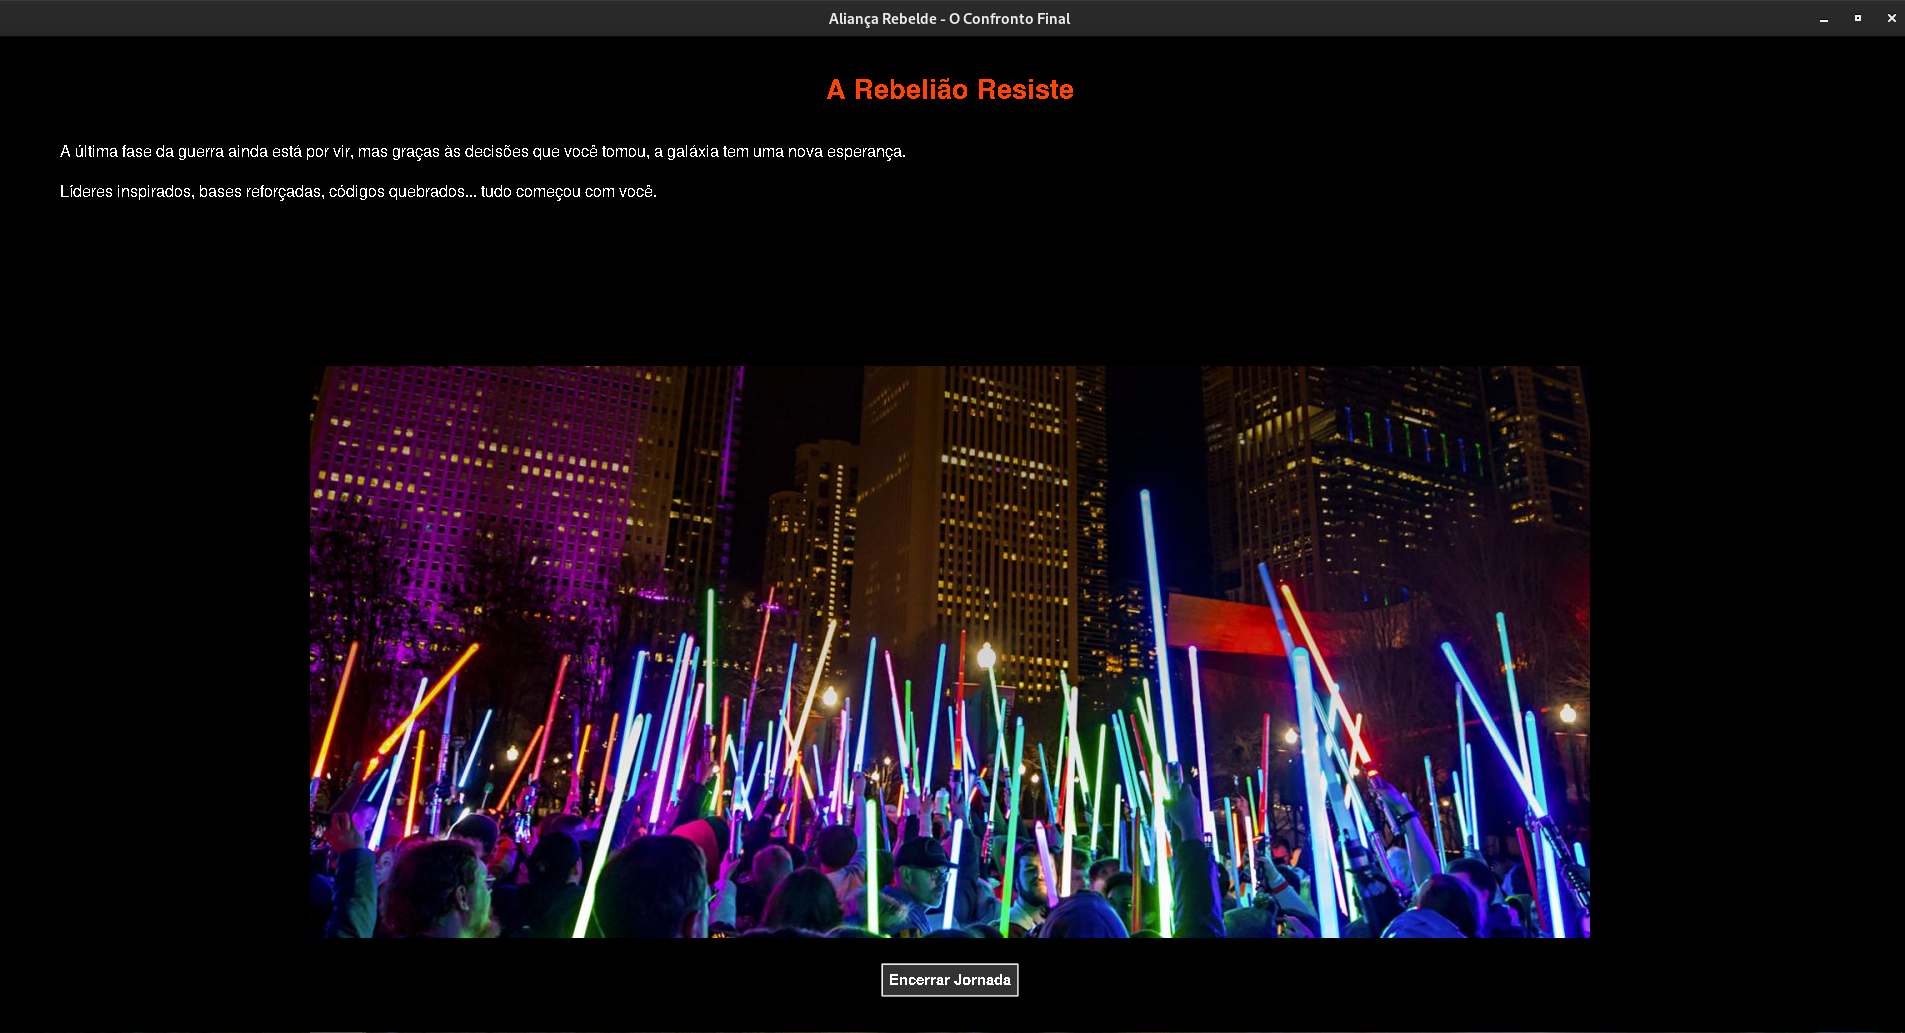 Aliança Rebelde - O Confronto Final
A Rebelião Resiste
A última fase da guerra ainda está por vir, mas graças às decisões que você tomou, a galáxia tem uma nova esperança.
Líderes inspirados, bases reforçadas, códigos quebrados... tudo começou com você.
Encerrar Jornada